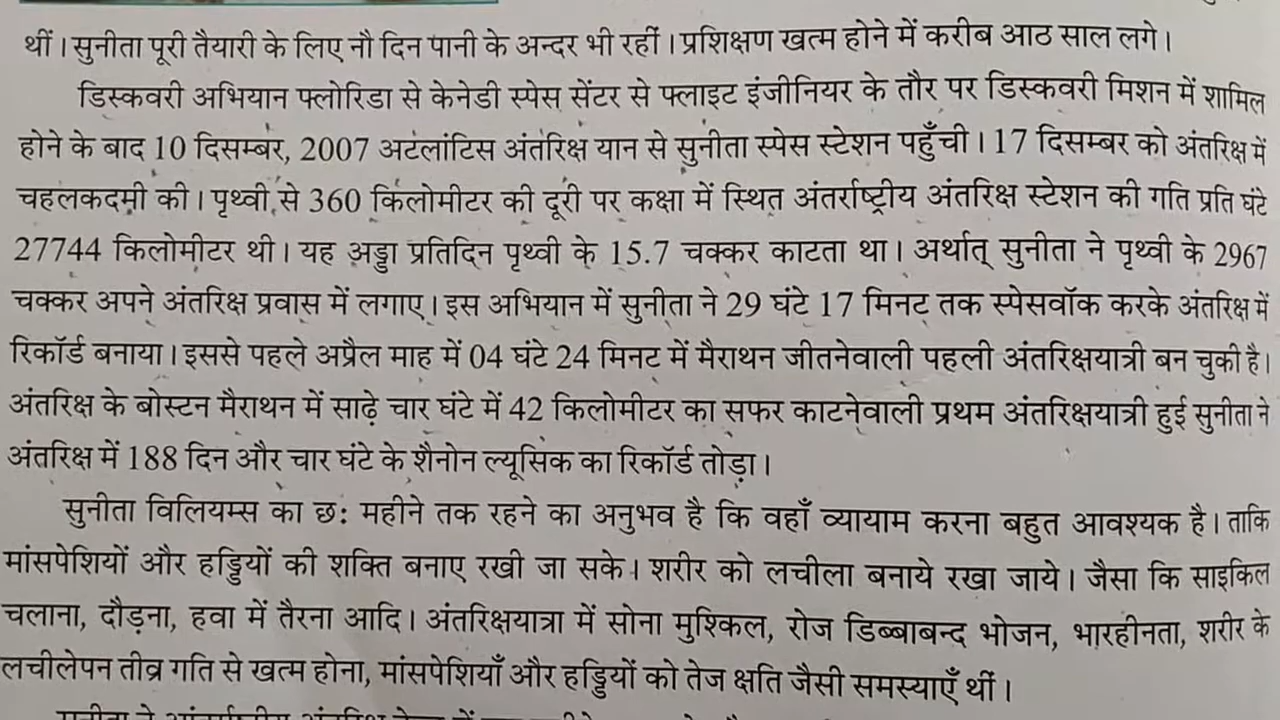 थीं। सुनीता पूरी तैयारी के लिए नौ दिन पानी के अन्दर भी रहीं। प्रशिक्षण खत्म होने में करीब आठ साल लगे।
डिस्कवरी अभियान फ्लोरिडा से केनेडी स्पेस सेंटर से फ्लाइट इंजीनियर के तौर पर डिस्कवरी मिशन में शामिल
होने के बाद 10 दिसम्बर, 2007 अटलांटिस अंतरिक्ष यान से सुनीता स्पेस स्टेशन पहुँची। 17 दिसम्बर को अंतरिक्ष में
चहलकदमी की। पृथ्वी से 360 किलोमीटर की दूरी पर कक्षा में स्थित अंतर्राष्ट्रीय अंतरिक्ष स्टेशन की गति प्रति घंटे
27744 किलोमीटर थी। यह अड्डा प्रतिदिन पृथ्वी के 15.7 चक्कर काटता था। अर्थात् सुनीता ने पृथ्वी के 2967
चक्कर अपने अंतरिक्ष प्रवास में लगाए। इस अभियान में सुनीता ने 29 घंटे 17 मिनट तक स्पेसवॉक करके अंतरिक्ष में
रिकॉर्ड बनाया। इससे पहले अप्रैल माह में 04 घंटे 24 मिनट में मैराथन जीतनेवाली पहली अंतरिक्षयात्री बन चुकी है।
अंतरिक्ष के बोस्टन मैराथन में साढ़े चार घंटे में 42 किलोमीटर का सफर काटनेवाली प्रथम अंतरिक्षयात्री हुई सुनीता ने
अंतरिक्ष में 188 दिन और चार घंटे के शैनोन ल्यूसिक का रिकॉर्ड तोड़ा।
सुनीता विलियम्स का छः महीने तक रहने का अनुभव है कि वहाँ व्यायाम करना बहुत आवश्यक है। ताकि
मांसपेशियों और हड्डियों की शक्ति बनाए रखी जा सके। शरीर को लचीला बनाये रखा जाये। जैसा कि साइकिल
चलाना, दौड़ना, हवा में तैरना आदि। अंतरिक्षयात्रा में सोना मुश्किल, रोज डिब्बाबन्द भोजन, भारहीनता, शरीर के
लचीलेपन तीव्र गति से खत्म होना, मांसपेशियाँ और हड्डियों को तेज क्षति जैसी समस्याएँ थीं।